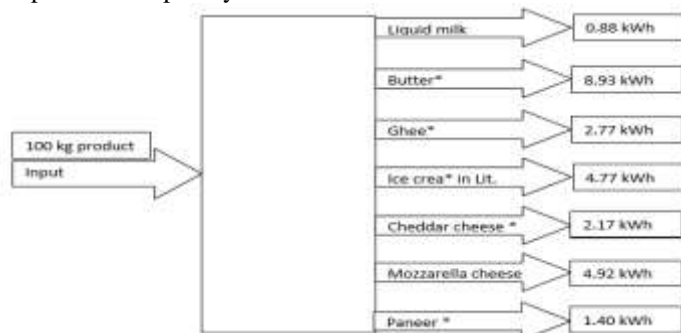 Liquid milk
0.88 kWh
Butter*
8.93 kWh
Ghee*
2.77 kWh
100 kg product
Input
Ice crea* in Lit.
4.77 kWh
Cheddar cheese *
2.17 kWh
Mozzarella cheese
4.92 kWh
Paneer *
1.40 kWh